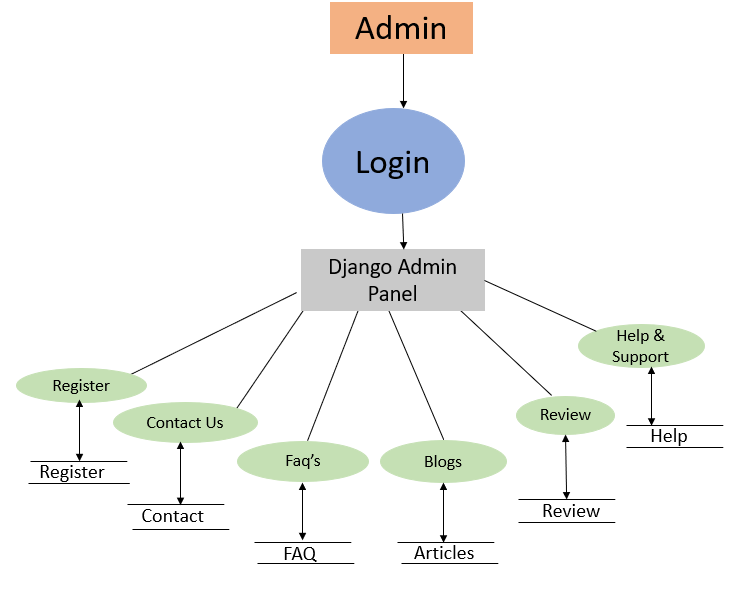 Admin
Login
Django Admin
Panel
Help &
Support
Register
Contact Us
Review
Faq's
Blogs
Help
Register
Contact
Review
FAQ
Articles